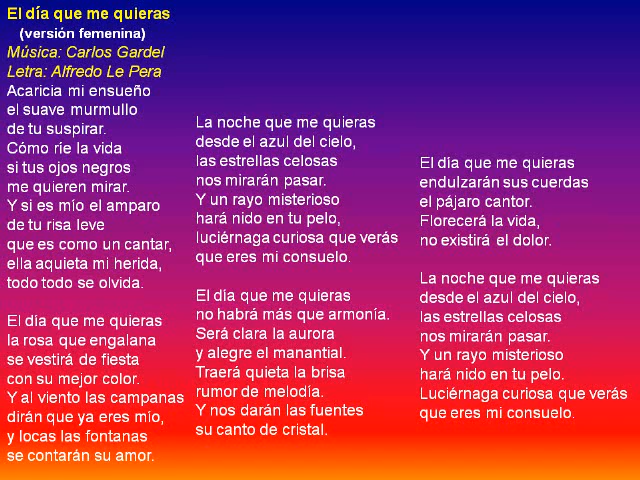 El día que me quieras
(versión femenina)
Música: Carlos Gardel
Letra: Alfredo Le Pera
Acaricia mi ensueño
el suave murmullo
de tu suspirar.
Cómo ríe la vida
si tus ojos negros
me quieren mirar.
Y si es mío el amparo
de tu risa leve
que es como un cantar,
ella aquieta mi herida,
todo todo se olvida.

El día que me quieras
la rosa que engalana
se vestirá de fiesta
con su mejor color.
Y al viento las campanas
dirán que ya eres mío,
y locas las fontanas
se contarán su amor.

La noche que me quieras
desde el azul del cielo,
las estrellas celosas
nos mirarán pasar.
Y un rayo misterioso
hará nido en tu pelo,
luciérnaga curiosa que verás
que eres mi consuelo.

El día que me quieras
no habrá más que armonía.
Será clara la aurora
y alegre el manantial.
Traerá quieta la brisa
rumor de melodía.
Y nos darán las fuentes
su canto de cristal.

El día que me quieras
endulzarán sus cuerdas
el pájaro cantor.
Florecerá la vida,
no existirá el dolor.

La noche que me quieras
desde el azul del cielo,
las estrellas celosas
nos mirarán pasar.
Y un rayo misterioso
hará nido en tu pelo.
Luciérnaga curiosa que verás
que eres mi consuelo.